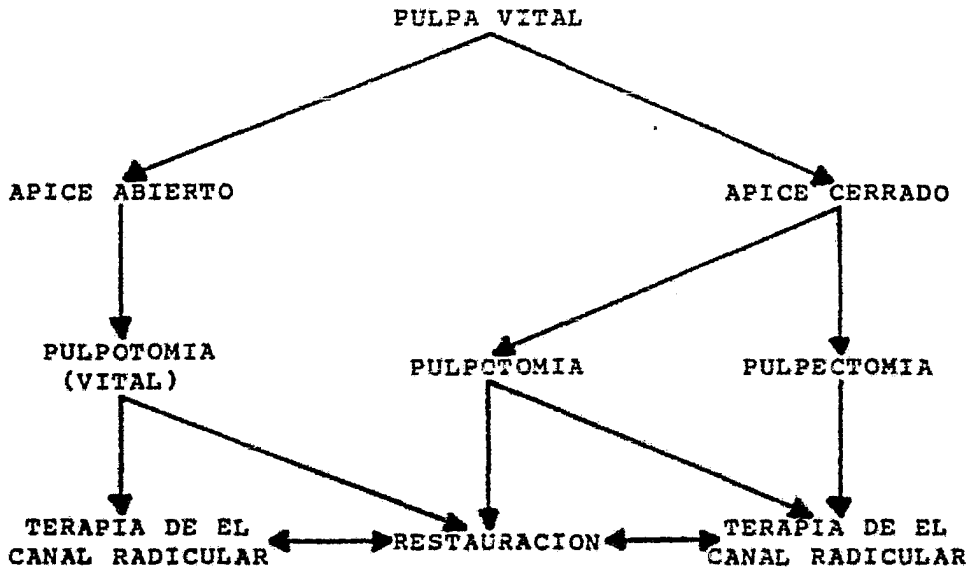 PULPA VITAL
APICE ABIERTO
APICE CERRADO
PULPOTOMIA
(VITAL)
PULPOTOMIA
PULPECTOMIA
TERAPIA DE EL
CANAL RADICULAR
RESTAURACION
TERAPIA DE EL
CANAL RADICULAR